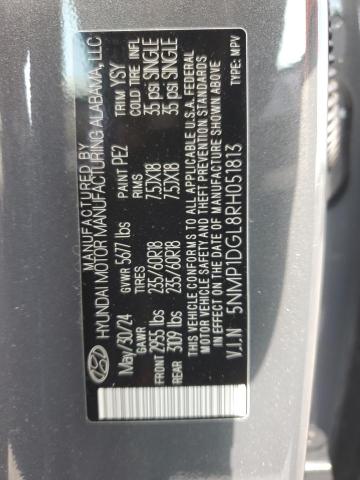 HYUNDAI MOTOR MANUFACTURING ALABAMA, LLC
May/30/24 GVWR 5677 lbs PAINT PE2 TRIM YSY
GAWR TIRES RIMS COLD TIRE INFL
FRONT 2955 lbs 235/60R18 7.5JX18 35 psi SINGLE
REAR 3109 lbs 235/60R18 7.5JX18 35 psi SINGLE
THIS VEHICLE CONFORMS TO ALL APPLICABLE U.S.A. FEDERAL
MOTOR VEHICLE SAFETY BUMPER AND THEFT PREVENTION STANDARDS
IN EFFECT ON THE DATE OF MANUFACTURE SHOWN ABOVE.
V.I.N 5NMP1DGL8RH051813 TYPE: MPV